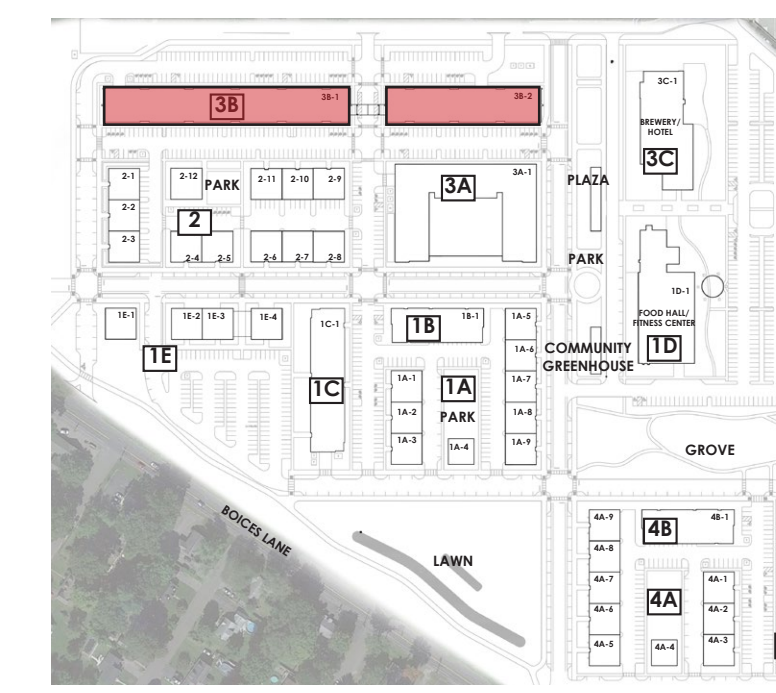 3B
3B-1
3B-2
3C-1
BREWERY/
HOTEL
3C
2-1
2-2
2-3
2-12
PARK
2-11
2-10
2-9
2
2-4
2-5
2-6
2-7
2-8
3A
3A-1
PLAZA
PARK
1D-1
FOOD HALL/
FITNESS CENTER
1D
1E-1
1E-2
1E-3
1E-4
1E
1C-1
1C
1B
1B-1
1A-5
1A-6
1A-7
1A-8
1A-9
1A-1
1A-2
1A-3
1A
PARK
1A-4
COMMUNITY
GREENHOUSE
GROVE
BOICES LANE
LAWN
4A-9
4A-8
4A-7
4A-6
4A-5
4B
4B-1
4A
4A-4
4A-1
4A-2
4A-3